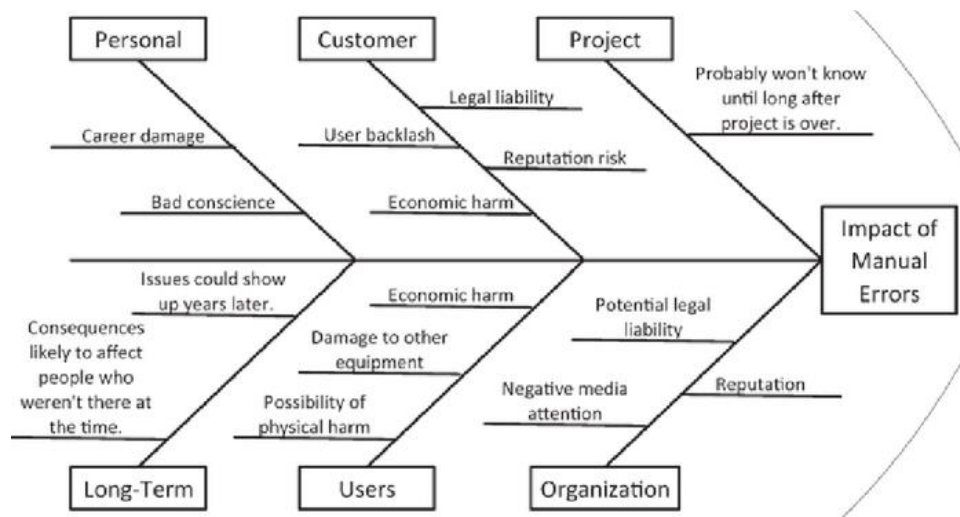 Personal
Customer
Project
Legal liability
Probably won't know
until long after
project is over.
Career damage
User backlash
Reputation risk
Bad conscience
Economic harm
Impact of
Manual
Errors
Issues could show
up years later.
Economic harm
Potential legal
liability
Consequences
likely to affect
people who
weren't there at
the time.
Damage to other
equipment
Negative media
attention
Reputation
Possibility of
physical harm
Long-Term
Users
Organization